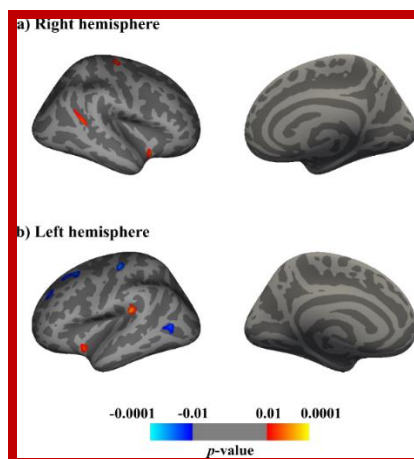 a) Right hemisphere
b) Left hemisphere
-0.0001 -0.01 0.01 0.0001
p-value